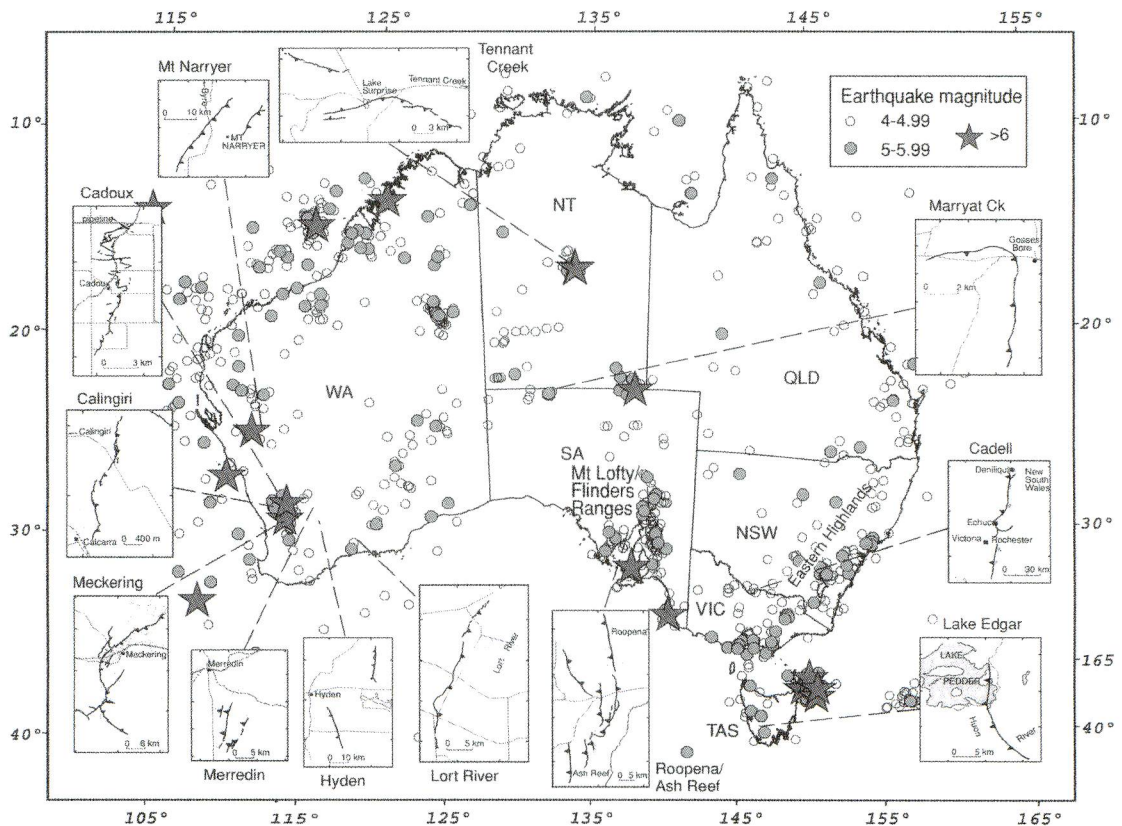 115° 125° 135° 145° 155°
Mt Narryer
Byro
10 km
MT
NARRYER
Tennant
Creek
Lake
Surprise
Tennant Creek
0 3 km
Earthquake magnitude
4-4.99
5-5.99
>6
10°
10°
Cadoux
pipeline
Cadoux
0 3 km
NT
Marryat Ck
Gosses
Bore
0 2 km
20°
20°
WA
QLD
Calingiri
Calingiri
Calcarra
0 400 m
SA
Mt Lofty/
Flinders
Ranges
NSW
Eastern Highlands
Cadell
Deniliquin
New
South
Wales
Echuca
Victoria
Rochester
0 30 km
30°
30°
Meckering
Meckering
0 6 km
VIC
Merredin
0 5 km
Merredin
Hyden
0 10 km
Hyden
Lort River
0 5 km
Lort River
Roopena
Ash Reef
0 5 km
Roopena/
Ash Reef
TAS
Lake Edgar
LAKE
PEDDER
Huon
River
0 5 km
165
40°
40°
105° 115° 135° 145° 155° 165°